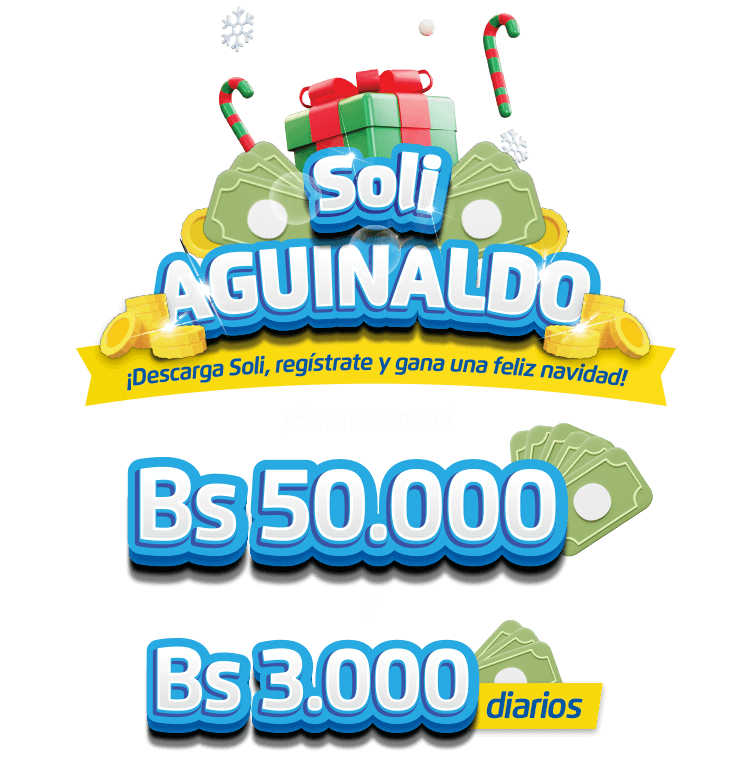 Soli
AGUINALDO
¡Descarga Soli, regístrate y gana una feliz navidad!
Bs 50.000
Bs 3.000
diarios